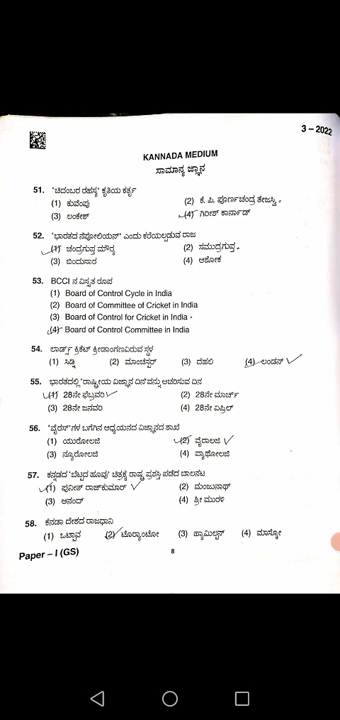 3 – 2022
KANNADA MEDIUM
ಸಾಮಾನ್ಯ ಜ್ಞಾನ
51. 'ಚಿದಂಬರ ರಹಸ್ಯ' ಕೃತಿಯ ಕರ್ತೃ
(1) ಕುವೆಂಪು (2) ಕೆ. ಪಿ. ಪೂರ್ಣಚಂದ್ರ ತೇಜಸ್ವಿ
(3) ಲಂಕೇಶ್ (4) ಗಿರೀಶ್ ಕಾರ್ನಾಡ್
52. 'ಭಾರತದ ನೆಪೋಲಿಯನ್' ಎಂದು ಕರೆಯಲ್ಪಡುವ ರಾಜ
(1) ಚಂದ್ರಗುಪ್ತ ಮೌರ್ಯ (2) ಸಮುದ್ರಗುಪ್ತ
(3) ಬಿಂದುಸಾರ (4) ಅಶೋಕ
53. BCCI ನ ವಿಸ್ತೃತ ರೂಪ
(1) Board of Control Cycle in India
(2) Board of Committee of Cricket in India
(3) Board of Control for Cricket in India
(4) Board of Control Committee in India
54. ಲಾರ್ಡ್ಸ್ ಕ್ರಿಕೆಟ್ ಕ್ರೀಡಾಂಗಣವಿರುವ ಸ್ಥಳ
(1) ಸಿಡ್ನಿ (2) ಮಾಂಚೆಸ್ಟರ್ (3) ದೆಹಲಿ (4) ಲಂಡನ್
55. ಭಾರತದಲ್ಲಿ 'ರಾಷ್ಟ್ರೀಯ ವಿಜ್ಞಾನ ದಿನ'ವನ್ನು ಆಚರಿಸುವ ದಿನ
(1) 28ನೇ ಫೆಬ್ರವರಿ (2) 28ನೇ ಮಾರ್ಚ್
(3) 28ನೇ ಜನವರಿ (4) 28ನೇ ಏಪ್ರಿಲ್
56. 'ವೈರಸ್'ಗಳ ಬಗೆಗಿನ ಅಧ್ಯಯನದ ವಿಜ್ಞಾನದ ಶಾಖೆ
(1) ಯುರೋಲಜಿ (2) ವೈರಾಲಜಿ
(3) ನ್ಯೂರೋಲಜಿ (4) ಪ್ಯಾಥೋಲಜಿ
57. ಕನ್ನಡದ 'ಬೆಟ್ಟದ ಹೂವು' ಚಿತ್ರಕ್ಕೆ ರಾಷ್ಟ್ರ ಪ್ರಶಸ್ತಿ ಪಡೆದ ಬಾಲನಟ
(1) ಪುನೀತ್ ರಾಜ್‌ಕುಮಾರ್ (2) ಮಂಜುನಾಥ್
(3) ಆನಂದ್ (4) ಶ್ರೀ ಮುರಳಿ
58. ಕೆನಡಾ ದೇಶದ ರಾಜಧಾನಿ
(1) ಒಟ್ಟಾವ (2) ಟೊರ‍್ಯಾಂಟೋ (3) ಹ್ಯಾಮಿಲ್ಟನ್ (4) ಮಾಸ್ಕೋ
Paper – I (GS) 8